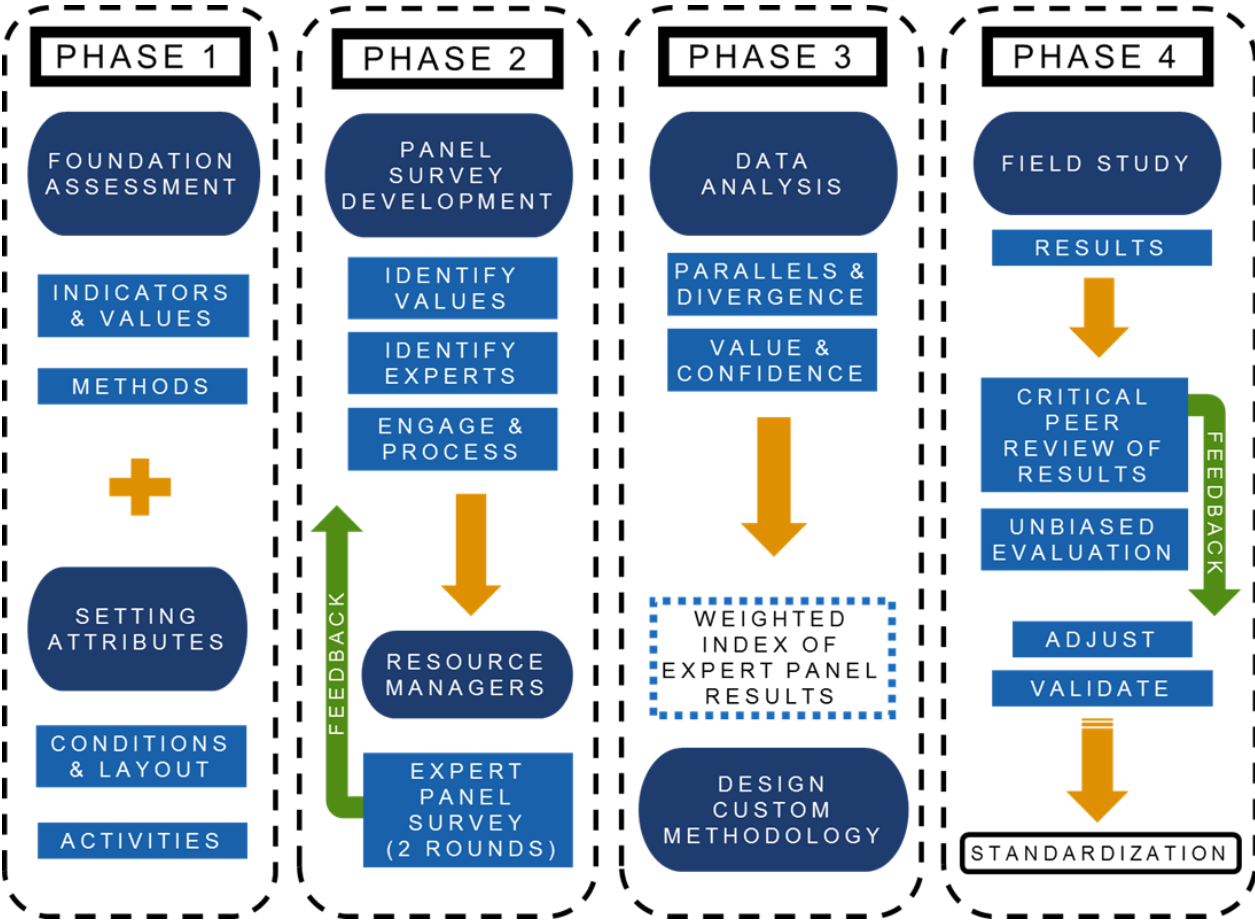 PHASE 1
FOUNDATION
ASSESSMENT
INDICATORS
& VALUES
METHODS
SETTING
ATTRIBUTES
CONDITIONS
& LAYOUT
ACTIVITIES
PHASE 2
PANEL
SURVEY
DEVELOPMENT
IDENTIFY
VALUES
IDENTIFY
EXPERTS
ENGAGE &
PROCESS
FEEDBACK
RESOURCE
MANAGERS
EXPERT
PANEL
SURVEY
(2 ROUNDS)
PHASE 3
DATA
ANALYSIS
PARALLELS &
DIVERGENCE
VALUE &
CONFIDENCE
WEIGHTED
INDEX OF
EXPERT PANEL
RESULTS
DESIGN
CUSTOM
METHODOLOGY
PHASE 4
FIELD STUDY
RESULTS
CRITICAL
PEER
REVIEW OF
RESULTS
FEEDBACK
UNBIASED
EVALUATION
ADJUST
VALIDATE
STANDARDIZATION